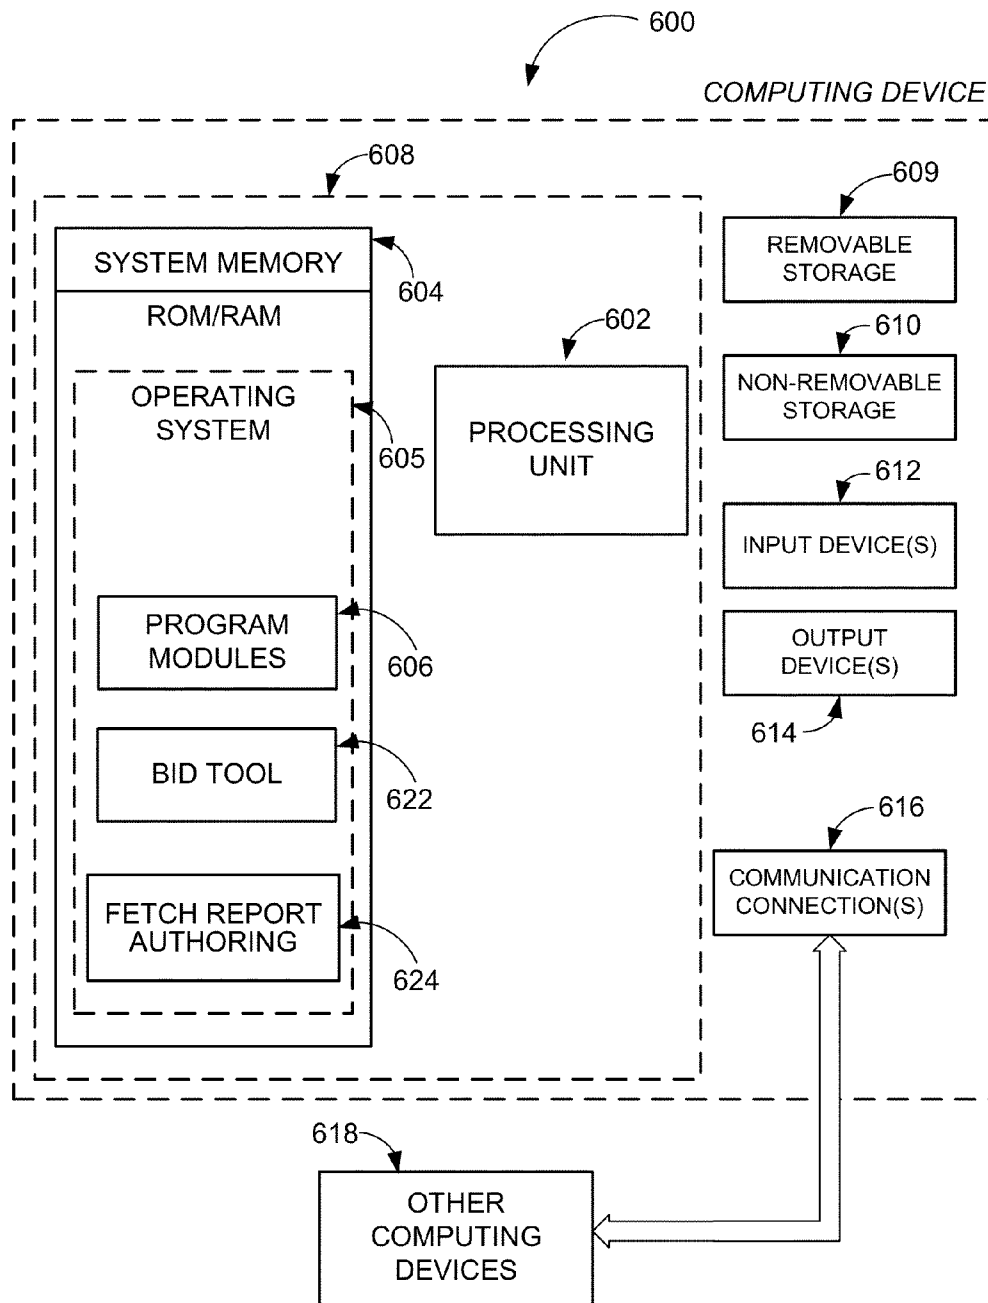 600
COMPUTING DEVICE
608
609
SYSTEM MEMORY
604
REMOVABLE
STORAGE
ROM/RAM
602
610
OPERATING
SYSTEM
605
PROCESSING
UNIT
NON-REMOVABLE
STORAGE
612
INPUT DEVICE(S)
PROGRAM
MODULES
606
OUTPUT
DEVICE(S)
614
BID TOOL
622
616
COMMUNICATION
CONNECTION(S)
FETCH REPORT
AUTHORING
624
618
OTHER
COMPUTING
DEVICES